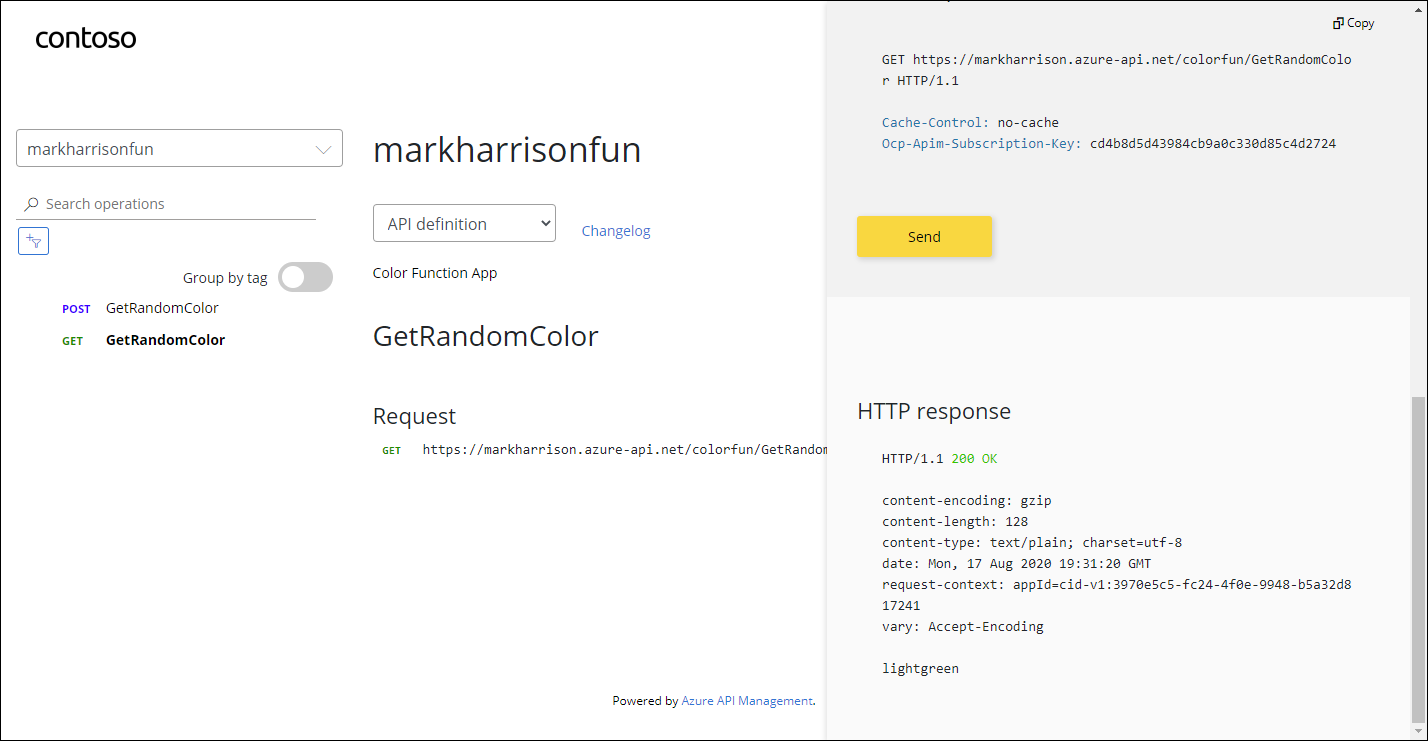 contoso
markharrisonfun
Search operations
Group by tag
POST GetRandomColor
GET GetRandomColor
markharrisonfun
API definition
Changelog
Color Function App
GetRandomColor
Request
GET https://markharrison.azure-api.net/colorfun/GetRandom
Powered by Azure API Management.
Copy
GET https://markharrison.azure-api.net/colorfun/GetRandomColo
r HTTP/1.1
Cache-Control: no-cache
Ocp-Apim-Subscription-Key: cd4b8d5d43984cb9a0c330d85c4d2724
Send
HTTP response
HTTP/1.1 200 OK
content-encoding: gzip
content-length: 128
content-type: text/plain; charset=utf-8
date: Mon, 17 Aug 2020 19:31:20 GMT
request-context: appId=cid-v1:3970e5c5-fc24-4f0e-9948-b5a32d8
17241
vary: Accept-Encoding
lightgreen